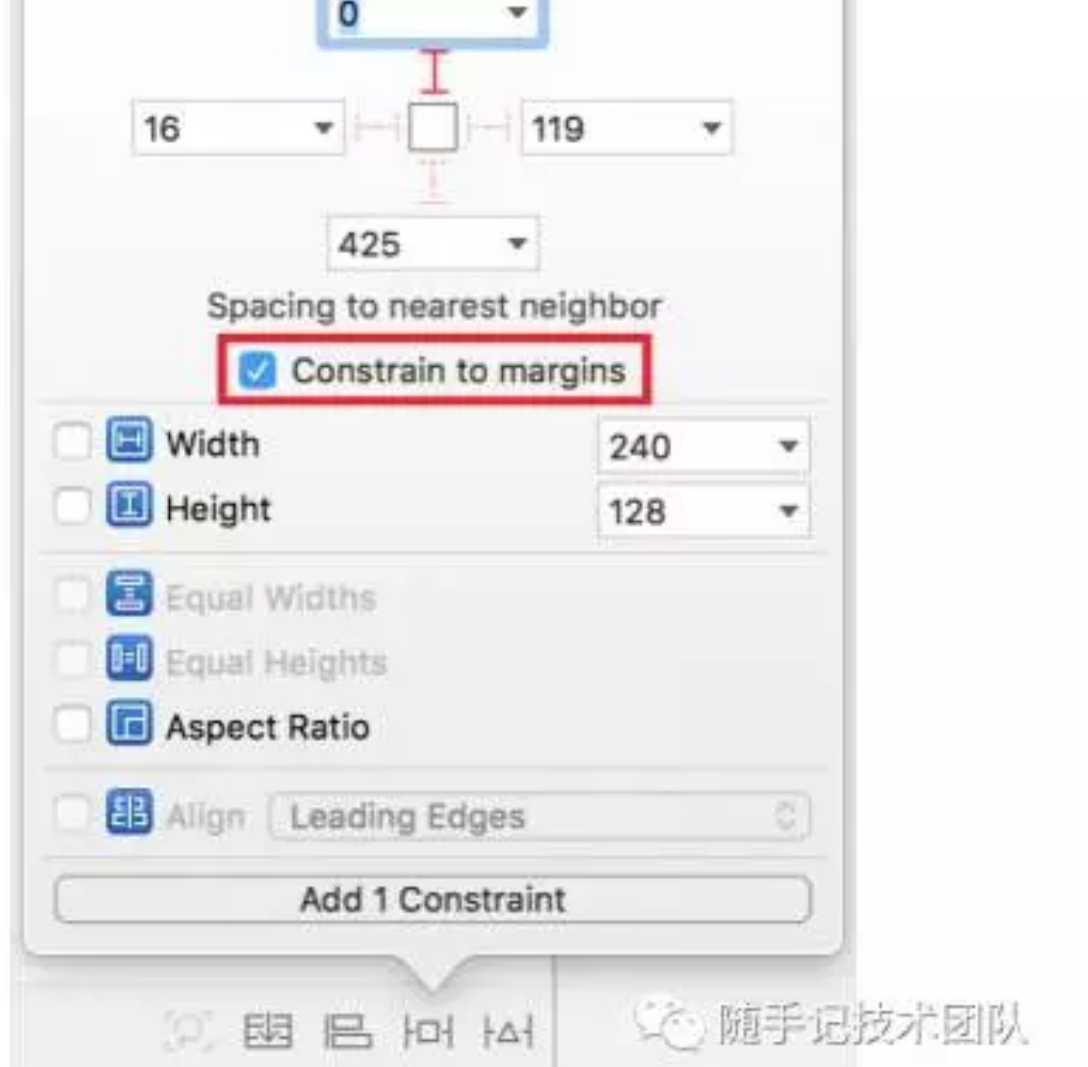 0
16
119
425
Spacing to nearest neighbor
Constrain to margins
Width
240
Height
128
Equal Widths
Equal Heights
Aspect Ratio
Align
Leading Edges
Add 1 Constraint
随手记技术团队